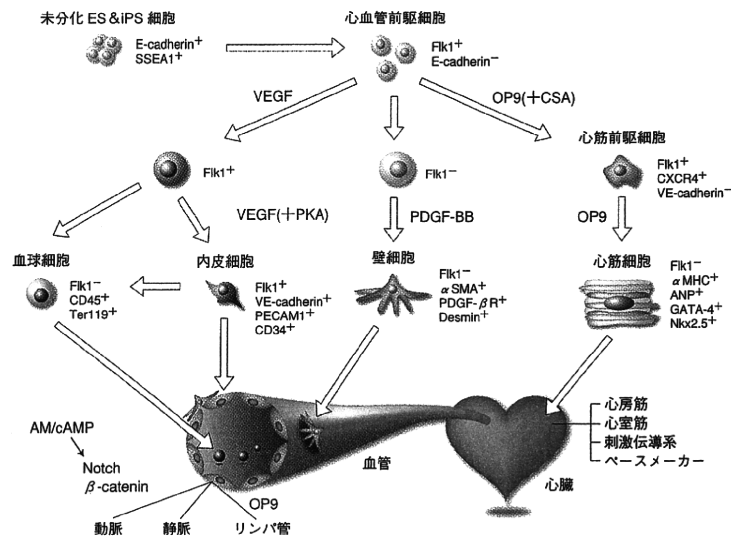 未分化 ES & iPS 細胞
E-cadherin⁺
SSEA1⁺
心血管前駆細胞
Flk1⁺
E-cadherin⁻
VEGF
OP9(+CSA)
Flk1⁺
Flk1⁻
心筋前駆細胞
Flk1⁺
CXCR4⁺
VE-cadherin⁻
VEGF(+PKA)
PDGF-BB
OP9
血球細胞
Flk1⁻
CD45⁺
Ter119⁺
内皮細胞
Flk1⁺
VE-cadherin⁺
PECAM1⁺
CD34⁺
壁細胞
Flk1⁻
αSMA⁺
PDGF-βR⁺
Desmin⁺
心筋細胞
Flk1⁻
αMHC⁺
ANP⁺
GATA-4⁺
Nkx2.5⁺
AM/cAMP
Notch
β-catenin
OP9
動脈
静脈
リンパ管
血管
心臓
心房筋
心室筋
刺激伝導系
ペースメーカー